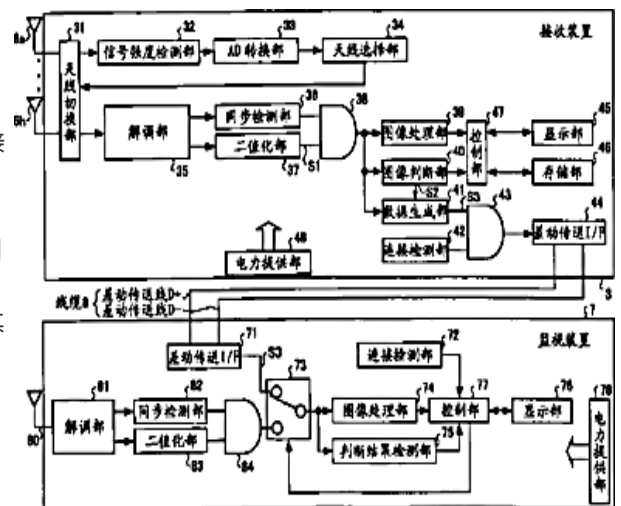 31 32 33 34
6a 信号强度检测部 AD转换部 天线选择部 接收装置
6h 天线切换部
36 38 39 47 45
解调部 同步检测部 图像处理部 控制部 显示部
40 46
35 二值化部 图像判断部 存储部
37 S1 S2 41 S3 43 44
数据生成部 差动传送I/F
42
连接检测部
48
电力提供部
3
线缆8 差动传送线D+
差动传送线D-
7
71 72 监视装置
差动传送I/F S3 73 连接检测部
81 82 74 77 76 78
80 解调部 同步检测部 图像处理部 控制部 显示部 电力提供部
二值化部 判断结果检测部
83 84 75